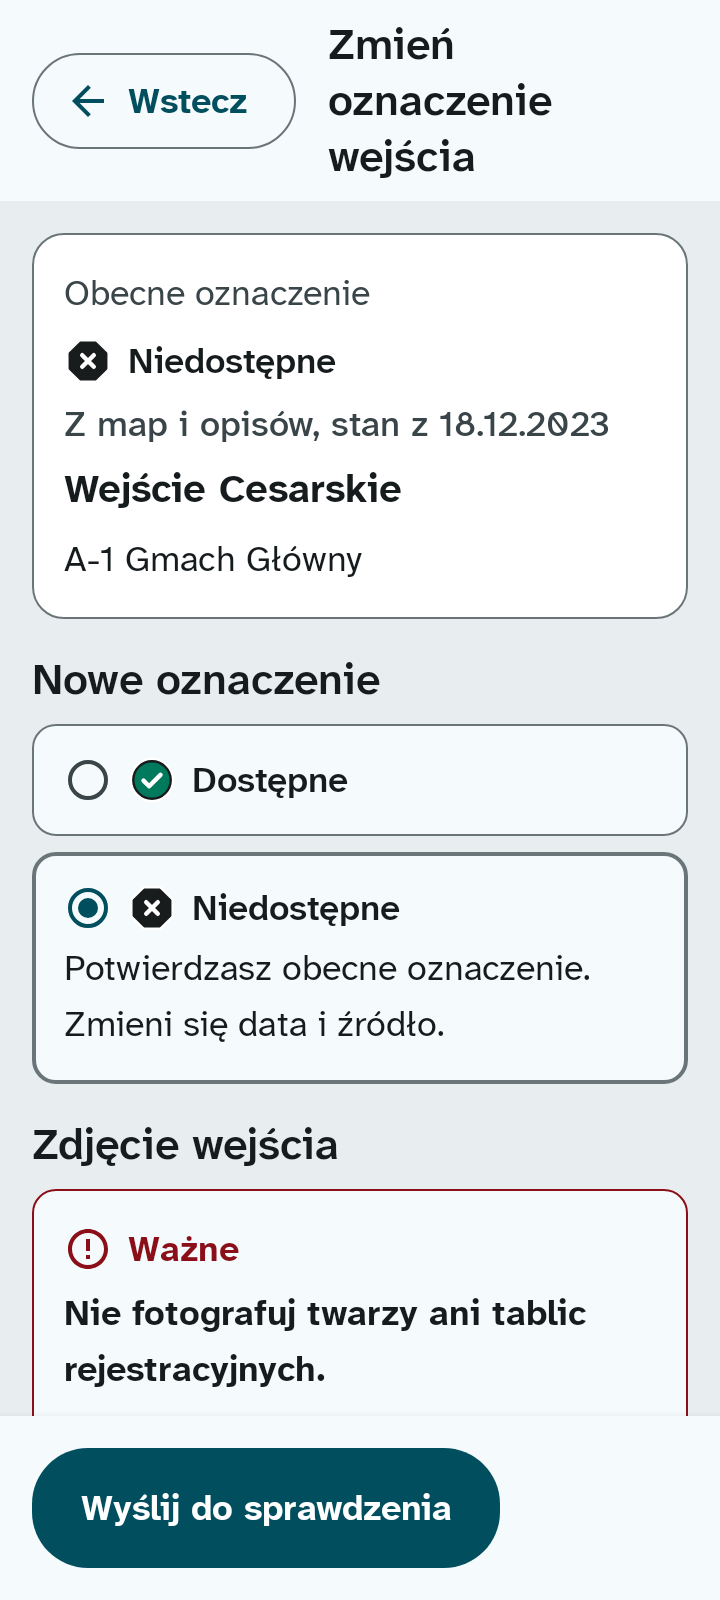 Wstecz
Zmień
oznaczenie
wejścia
Obecne oznaczenie
Niedostępne
Z map i opisów, stan z 18.12.2023
Wejście Cesarskie
A-1 Gmach Główny
Nowe oznaczenie
Dostępne
Niedostępne
Potwierdzasz obecne oznaczenie.
Zmieni się data i źródło.
Zdjęcie wejścia
Ważne
Nie fotografuj twarzy ani tablic
rejestracyjnych.
Wyślij do sprawdzenia